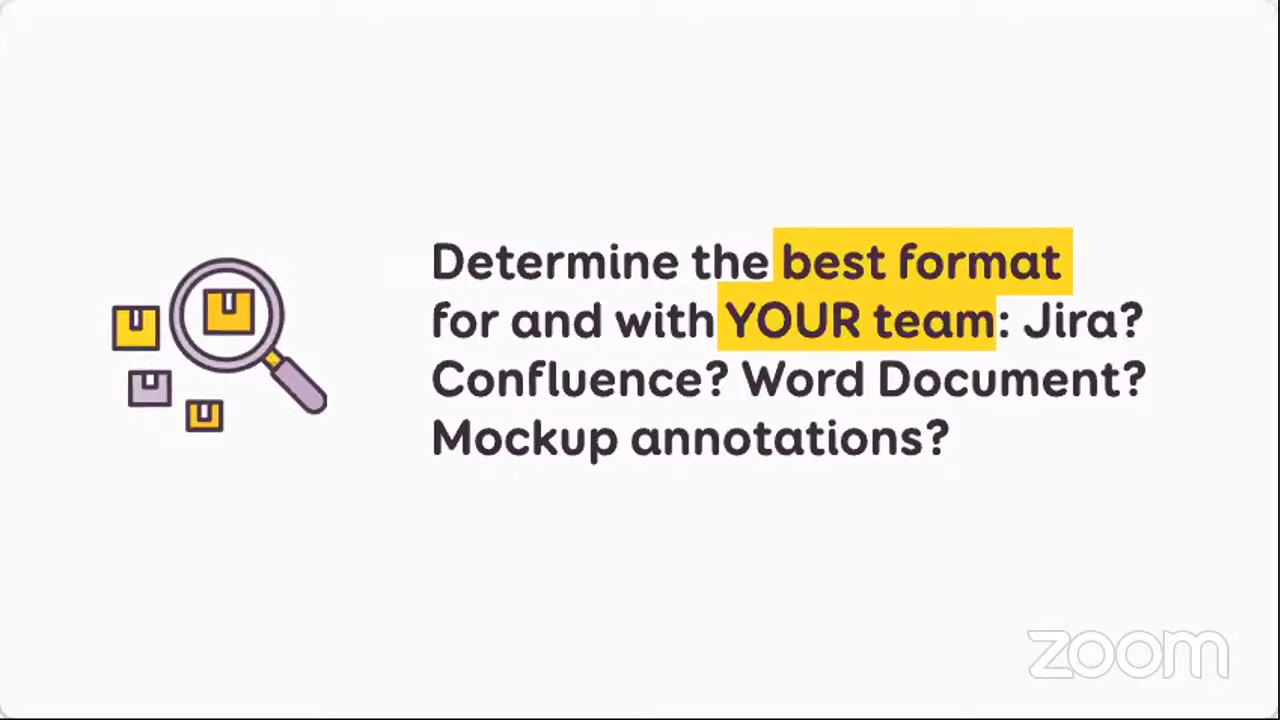 Determine the best format
for and with YOUR team: Jira?
Confluence? Word Document?
Mockup annotations?
zoom